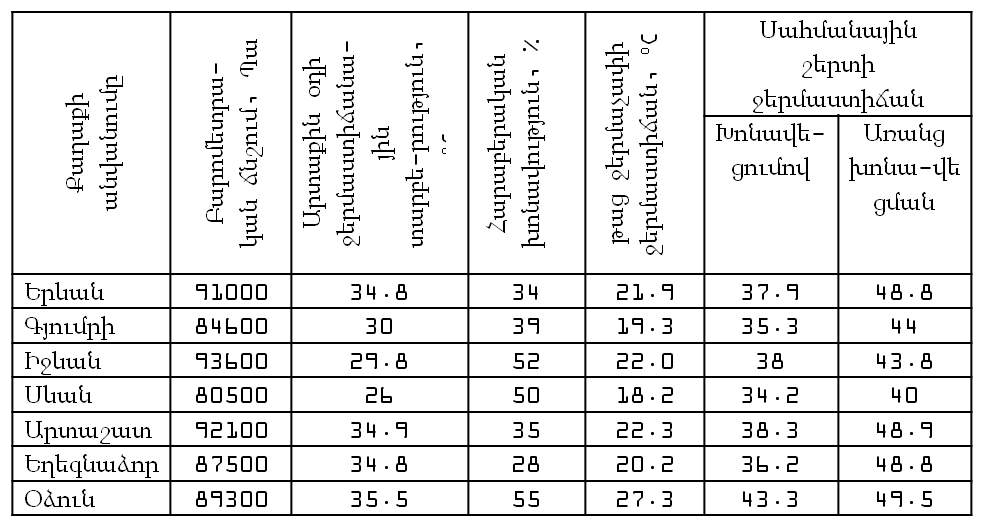 Քաղաքի
անվանումը
Բարոմետրա-
կան ճնշում, Պա
Արտաքին օդի
ջերմաստիճանա-
յին
տարբե-րություն,
°C
Հարաբերական
խոնավություն, %
թաց ջերմաչափի
ջերմաստիճան, °C
Սահմանային
շերտի
ջերմաստիճան
Խոնավե-
ցումով
Առանց
խոնա-վե
ցման
Երևան 91000 34.8 34 21.9 37.9 48.8
Գյումրի 84600 30 39 19.3 35.3 44
Իջևան 93600 29.8 52 22.0 38 43.8
Սևան 80500 26 50 18.2 34.2 40
Արտաշատ 92100 34.9 35 22.3 38.3 48.9
Եղեգնաձոր 87500 34.8 28 20.2 36.2 48.8
Օձուն 89300 35.5 55 27.3 43.3 49.5